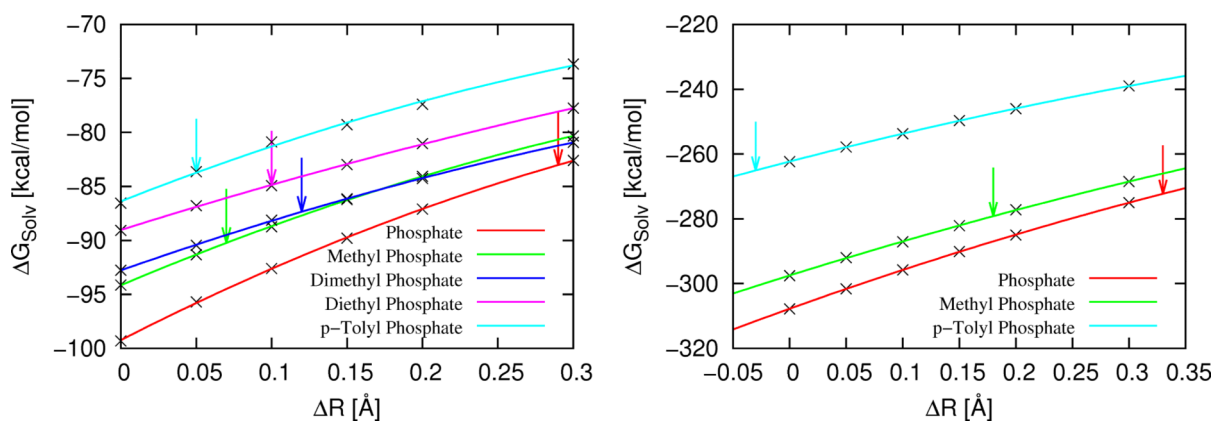 -70
-75
-80
-85
-90
-95
-100
ΔG_Solv [kcal/mol]
Phosphate
Methyl Phosphate
Dimethyl Phosphate
Diethyl Phosphate
p-Tolyl Phosphate
0 0.05 0.1 0.15 0.2 0.25 0.3
ΔR [Å]
-220
-240
-260
-280
-300
-320
ΔG_Solv [kcal/mol]
Phosphate
Methyl Phosphate
p-Tolyl Phosphate
-0.05 0 0.05 0.1 0.15 0.2 0.25 0.3 0.35
ΔR [Å]